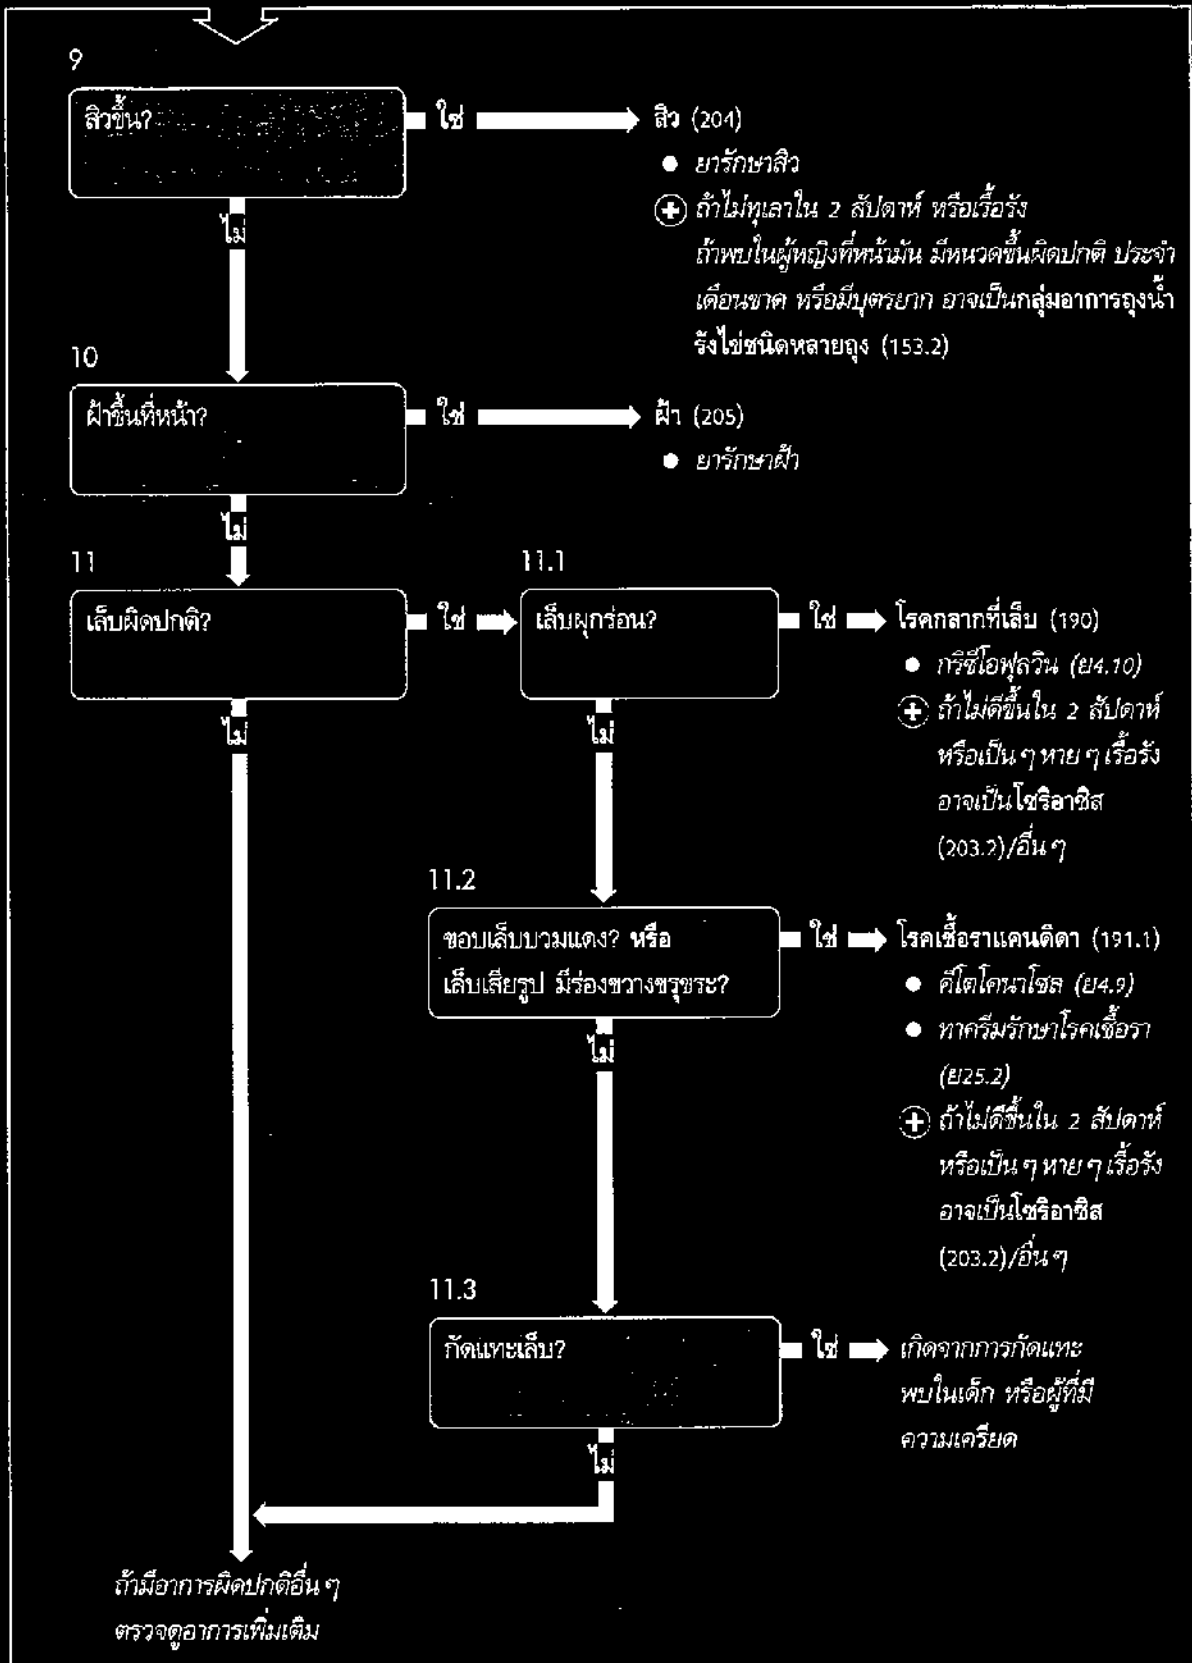 9
สิวขึ้น?
ใช่
สิว (204)
● ยารักษาสิว
ถ้าไม่ทุเลาใน 2 สัปดาห์ หรือเรื้อรัง
ถ้าพบในผู้หญิงที่หน้ามัน มีหนวดขึ้นผิดปกติ ประจำ
เดือนขาด หรือมีบุตรยาก อาจเป็นกลุ่มอาการถุงน้ำ
รังไข่ชนิดหลายถุง (153.2)
ไม่
10
ฝ้าขึ้นที่หน้า?
ใช่
ฝ้า (205)
● ยารักษาฝ้า
ไม่
11
เล็บผิดปกติ?
ใช่
11.1
เล็บผุกร่อน?
ใช่
โรคกลากที่เล็บ (190)
● กริซีโอฟุลวิน (ย4.10)
ถ้าไม่ดีขึ้นใน 2 สัปดาห์
หรือเป็น ๆ หาย ๆ เรื้อรัง
อาจเป็นโซริอาซิส
(203.2)/อื่น ๆ
ไม่
ไม่
11.2
ขอบเล็บบวมแดง? หรือ
เล็บเสียรูป มีร่องขวางขรุขระ?
ใช่
โรคเชื้อราแคนดิดา (191.1)
● คีโตโคนาโซล (ย4.9)
● ทาครีมรักษาโรคเชื้อรา
(ย25.2)
ถ้าไม่ดีขึ้นใน 2 สัปดาห์
หรือเป็น ๆ หาย ๆ เรื้อรัง
อาจเป็นโซริอาซิส
(203.2)/อื่น ๆ
ไม่
11.3
กัดแทะเล็บ?
ใช่
เกิดจากการกัดแทะ
พบในเด็ก หรือผู้ที่มี
ความเครียด
ไม่
ถ้ามีอาการผิดปกติอื่น ๆ
ตรวจดูอาการเพิ่มเติม